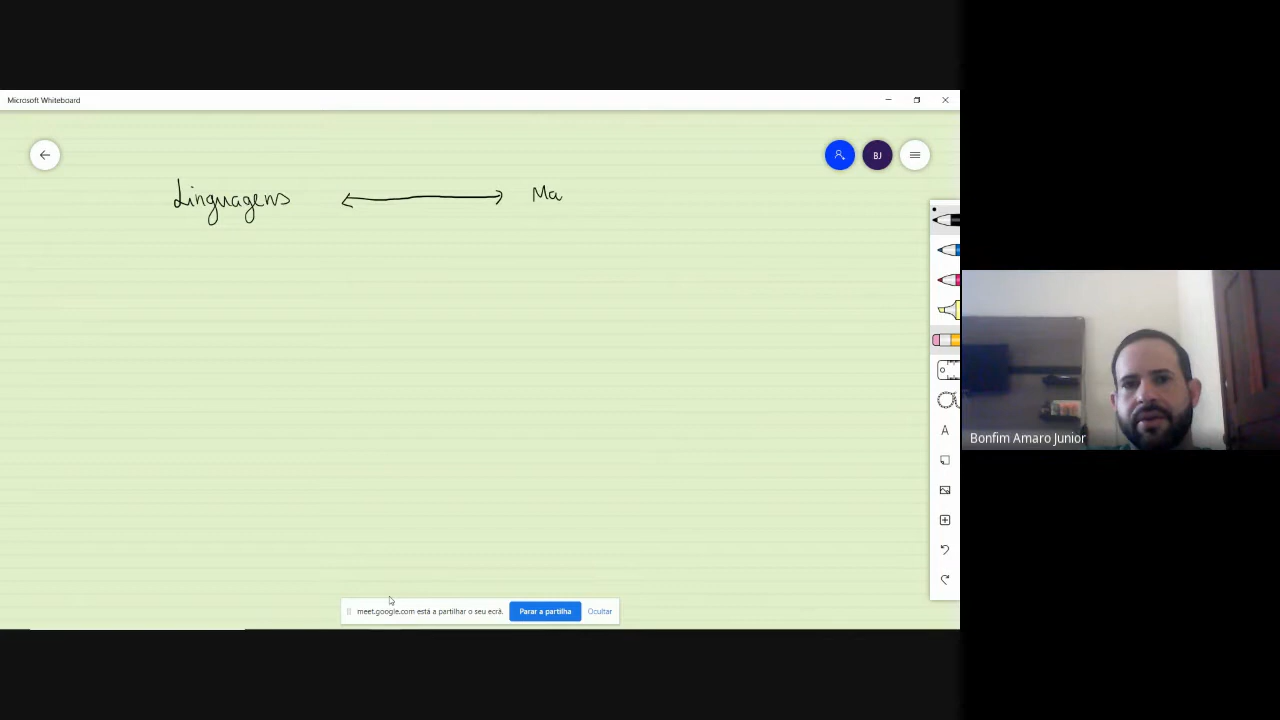 Microsoft Whiteboard
BJ
Linguagens Ma
A
Bonfim Amaro Junior
meet.google.com está a partilhar o seu ecrã. Parar a partilha Ocultar